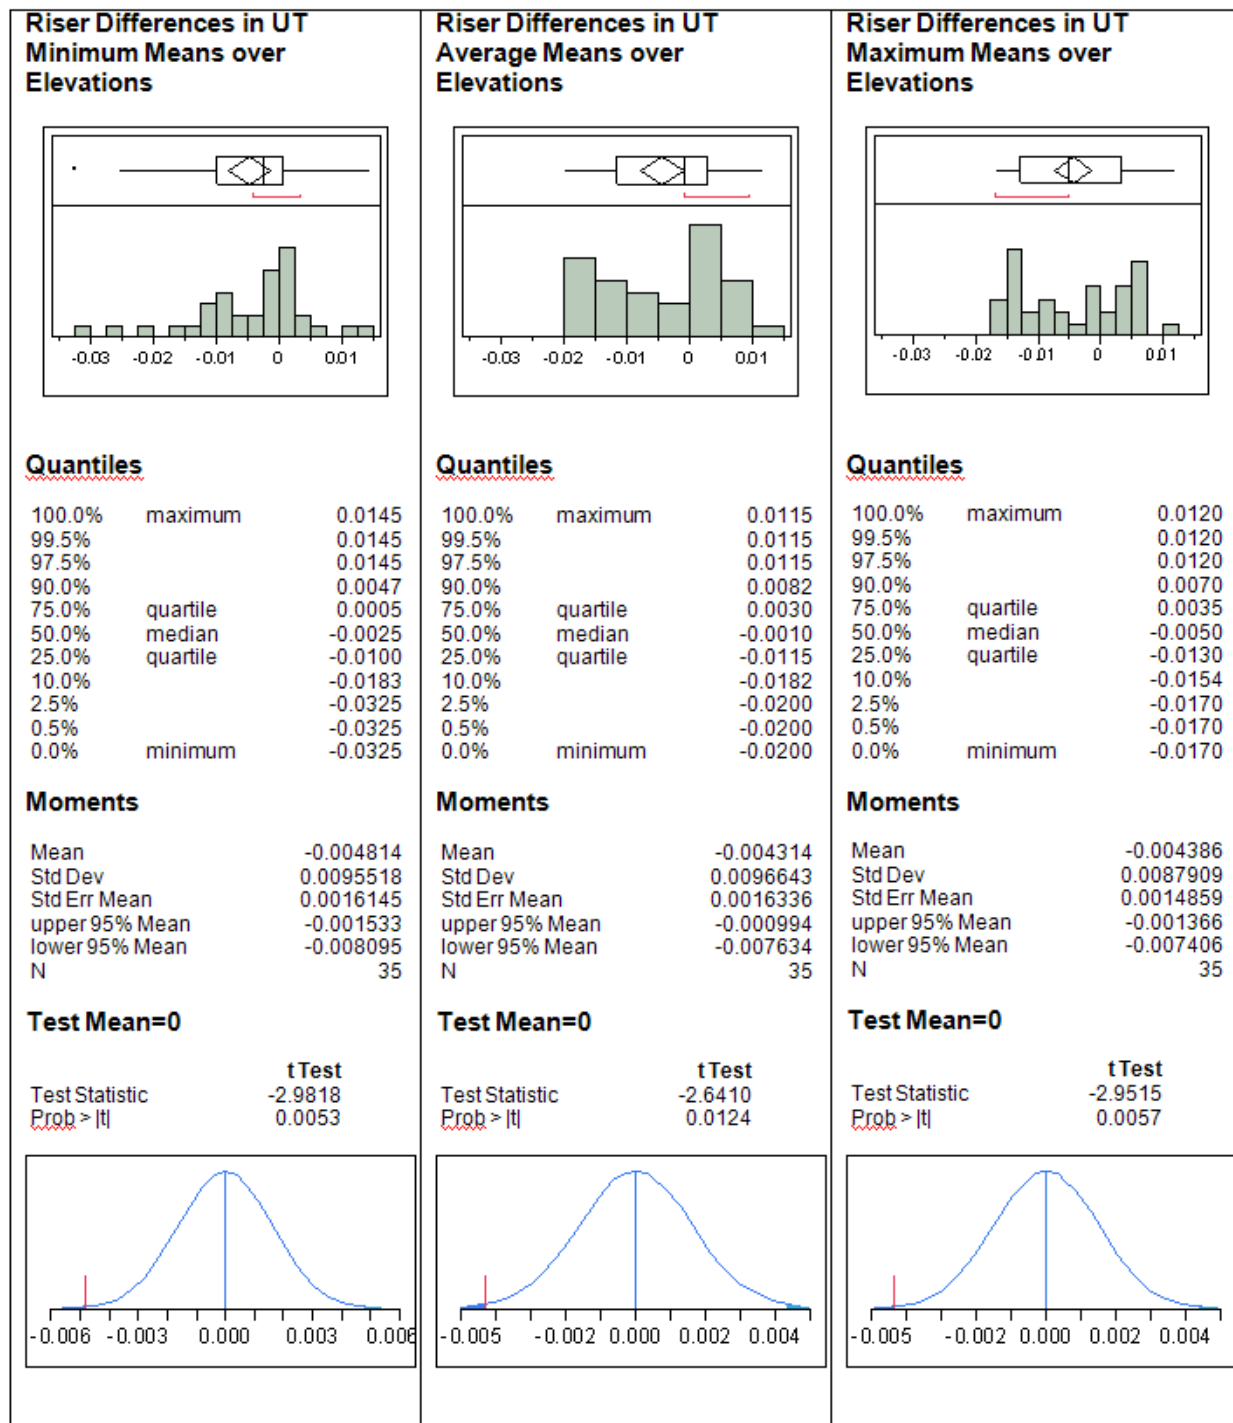 Riser Differences in UT
Minimum Means over
Elevations
-0.03 -0.02 -0.01 0 0.01
Quantiles
100.0% maximum 0.0145
99.5% 0.0145
97.5% 0.0145
90.0% 0.0047
75.0% quartile 0.0005
50.0% median -0.0025
25.0% quartile -0.0100
10.0% -0.0183
2.5% -0.0325
0.5% -0.0325
0.0% minimum -0.0325
Moments
Mean -0.004814
Std Dev 0.0095518
Std Err Mean 0.0016145
upper 95% Mean -0.001533
lower 95% Mean -0.008095
N 35
Test Mean=0
t Test
Test Statistic -2.9818
Prob > |t| 0.0053
-0.006 -0.003 0.000 0.003 0.006
Riser Differences in UT
Average Means over
Elevations
-0.03 -0.02 -0.01 0 0.01
Quantiles
100.0% maximum 0.0115
99.5% 0.0115
97.5% 0.0115
90.0% 0.0082
75.0% quartile 0.0030
50.0% median -0.0010
25.0% quartile -0.0115
10.0% -0.0182
2.5% -0.0200
0.5% -0.0200
0.0% minimum -0.0200
Moments
Mean -0.004314
Std Dev 0.0096643
Std Err Mean 0.0016336
upper 95% Mean -0.000994
lower 95% Mean -0.007634
N 35
Test Mean=0
t Test
Test Statistic -2.6410
Prob > |t| 0.0124
-0.005 -0.002 0.000 0.002 0.004
Riser Differences in UT
Maximum Means over
Elevations
-0.03 -0.02 -0.01 0 0.01
Quantiles
100.0% maximum 0.0120
99.5% 0.0120
97.5% 0.0120
90.0% 0.0070
75.0% quartile 0.0035
50.0% median -0.0050
25.0% quartile -0.0130
10.0% -0.0154
2.5% -0.0170
0.5% -0.0170
0.0% minimum -0.0170
Moments
Mean -0.004386
Std Dev 0.0087909
Std Err Mean 0.0014859
upper 95% Mean -0.001366
lower 95% Mean -0.007406
N 35
Test Mean=0
t Test
Test Statistic -2.9515
Prob > |t| 0.0057
-0.005 -0.002 0.000 0.002 0.004